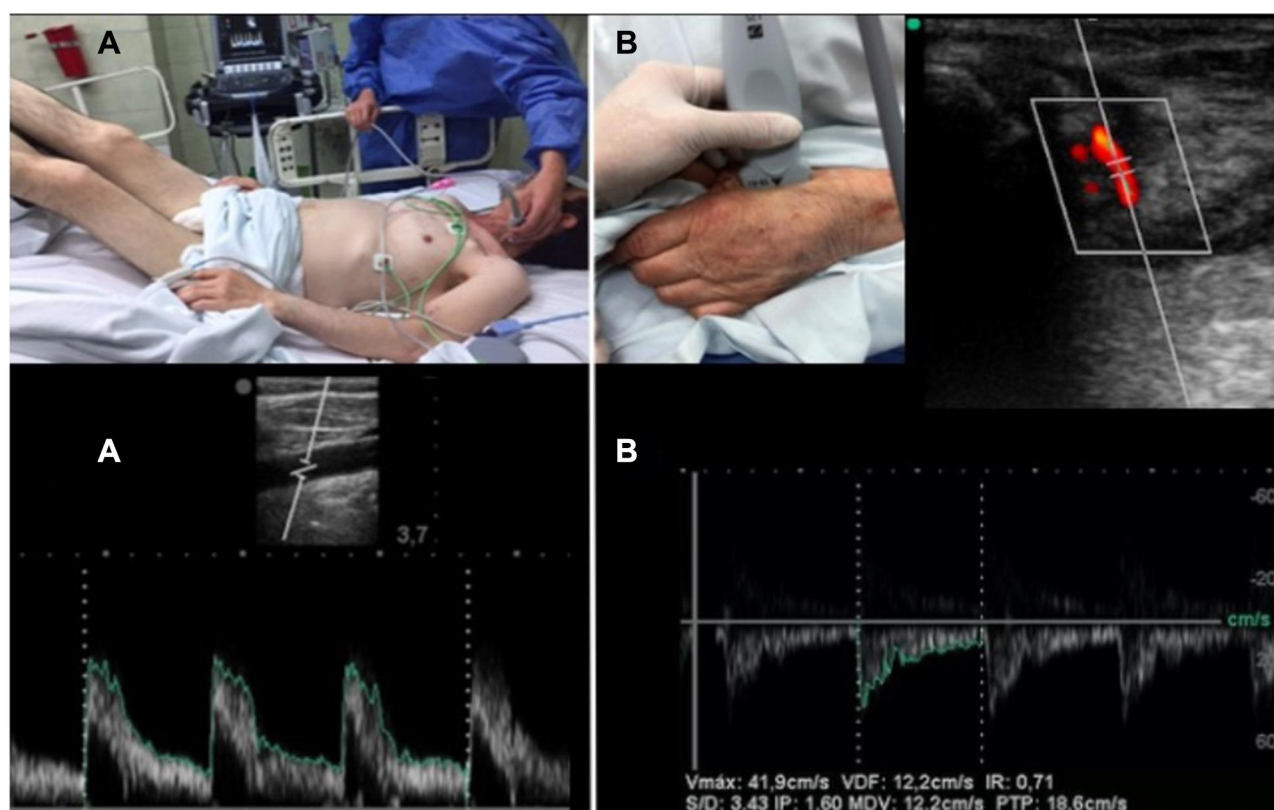 A
B
A
B
3,7
-60
-20
cm/s
60
Vmáx: 41,9cm/s VDF: 12,2cm/s IR: 0,71
S/D: 3.43 IP: 1.60 MDV: 12.2cm/s PTP: 18.6cm/s